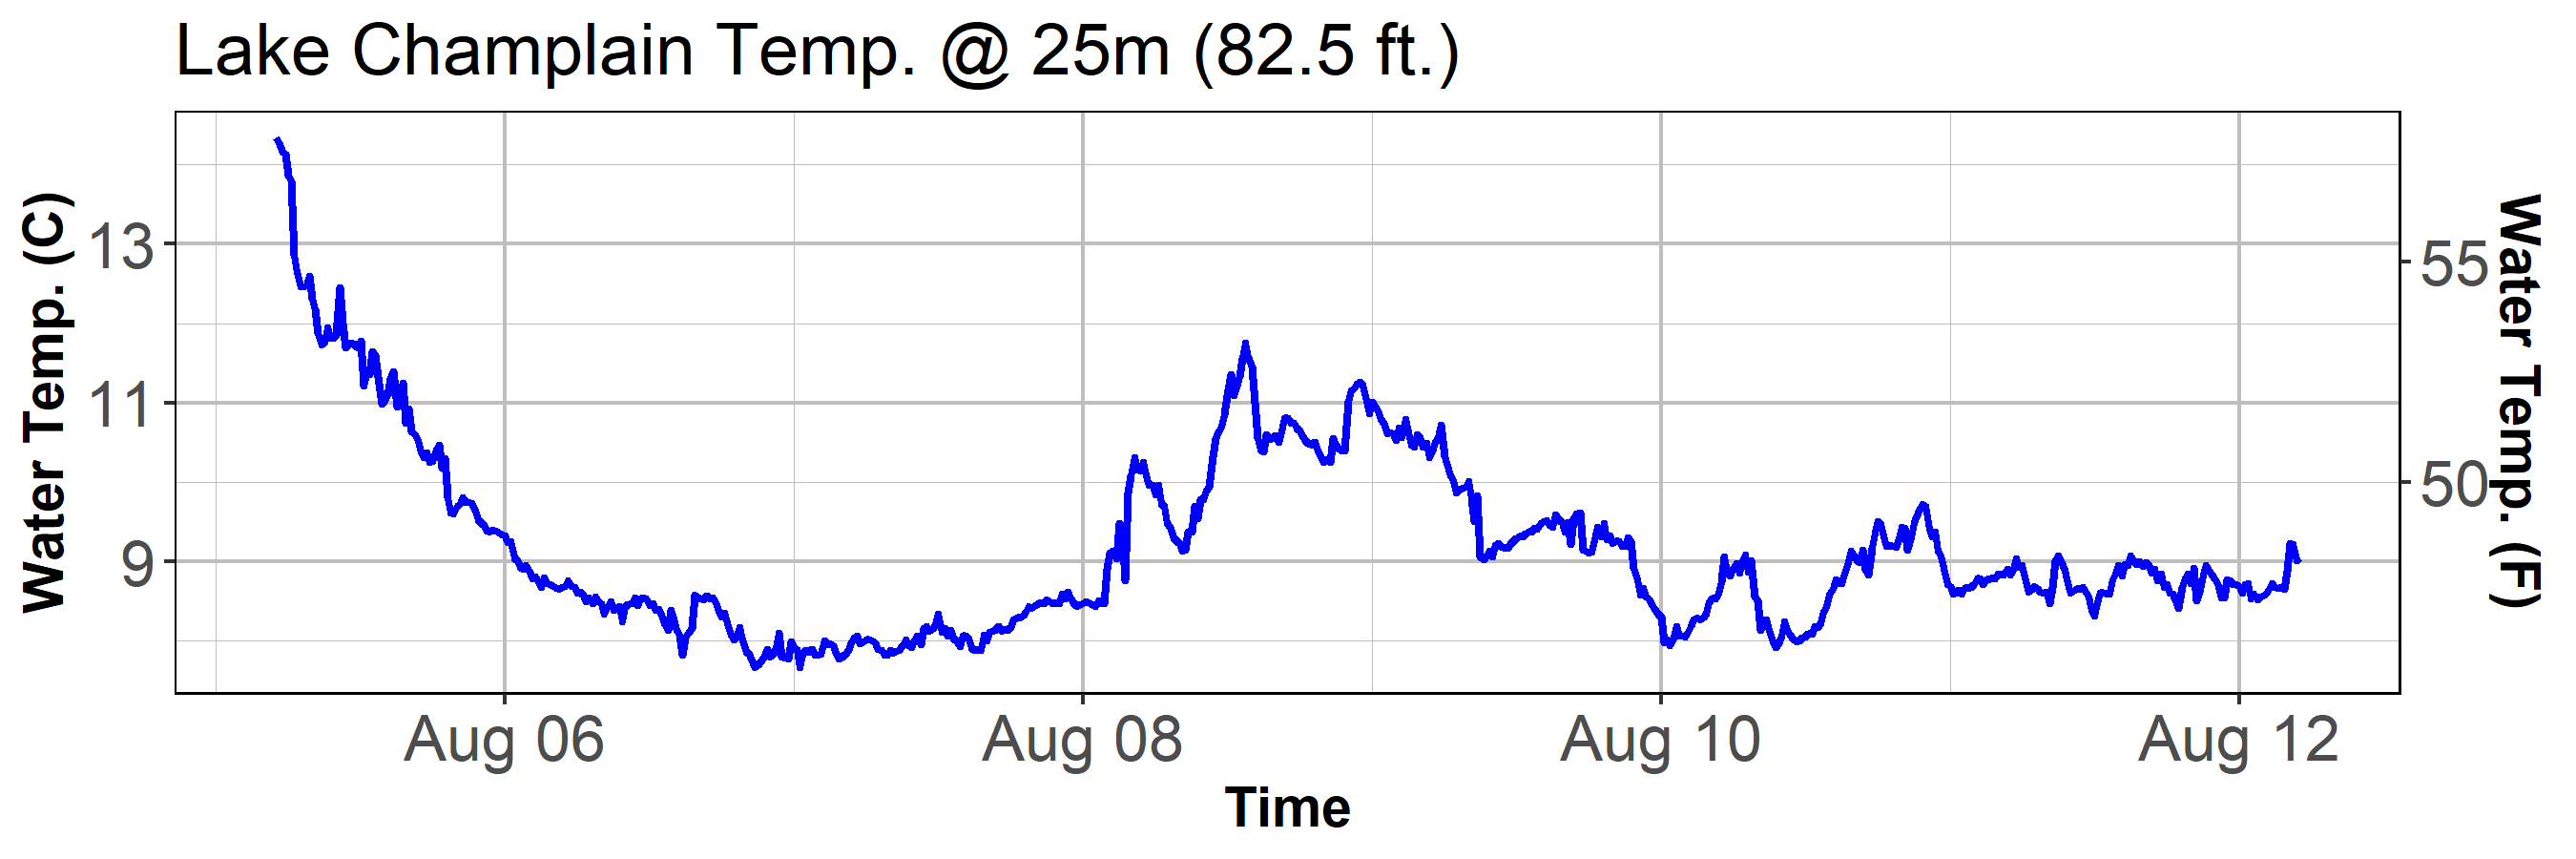 Lake Champlain Temp. @ 25m (82.5 ft.)
Water Temp. (C)
13
11
9
55
50
Water Temp. (F)
Aug 06 Aug 08 Aug 10 Aug 12
Time